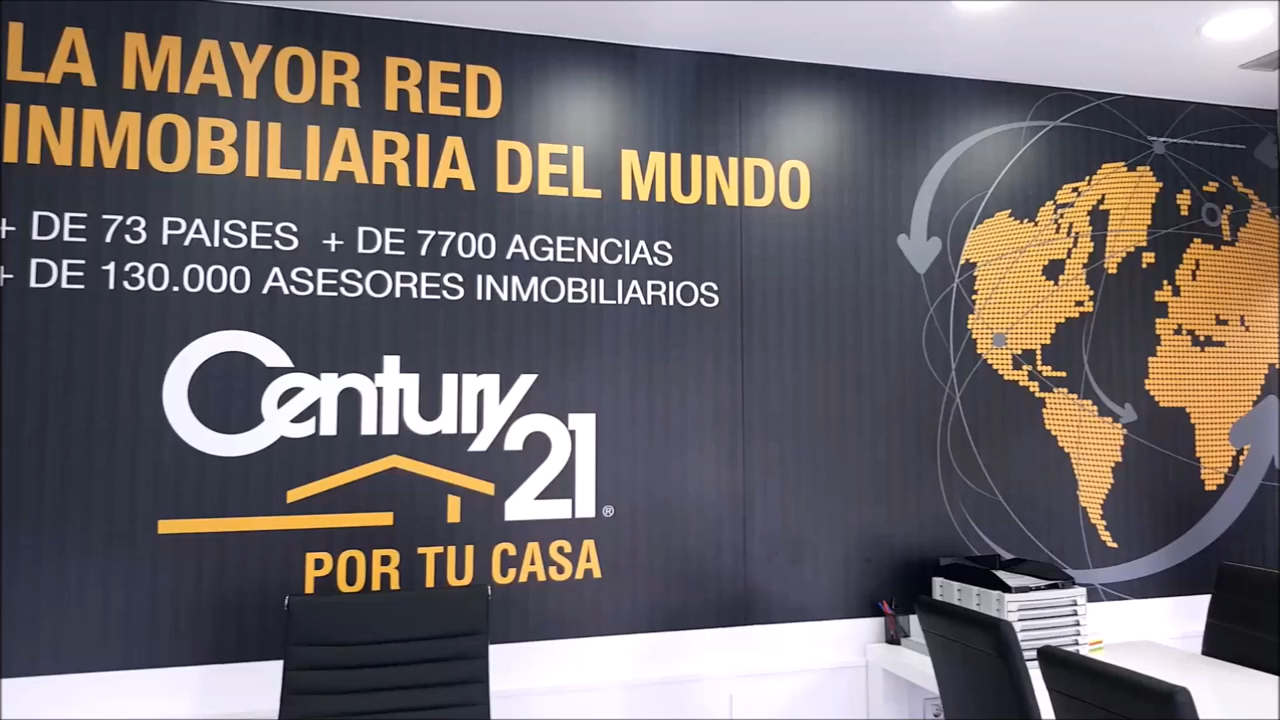 LA MAYOR RED
INMOBILIARIA DEL MUNDO
+ DE 73 PAISES + DE 7700 AGENCIAS
+ DE 130.000 ASESORES INMOBILIARIOS
Century
21®
POR TU CASA